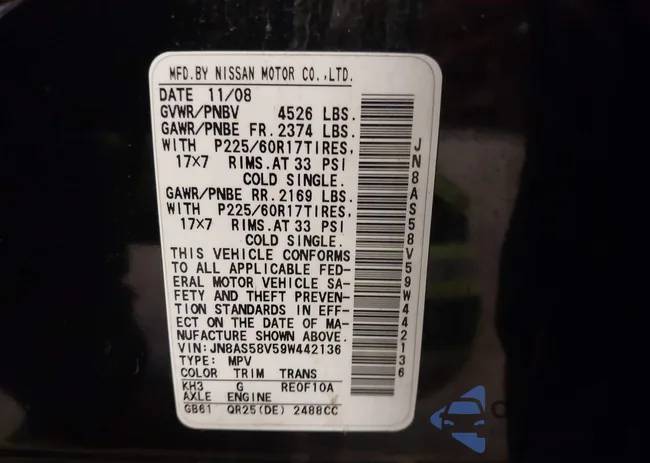 MFD.BY NISSAN MOTOR CO.,LTD.
DATE 11/08
GVWR/PNBV 4526 LBS.
GAWR/PNBE FR. 2374 LBS.
WITH P225/60R17TIRES,
17×7 RIMS.AT 33 PSI
COLD SINGLE.
GAWR/PNBE RR.2169 LBS.
WITH P225/60R17TIRES,
17×7 RIMS.AT 33 PSI
COLD SINGLE.
THIS VEHICLE CONFORMS
TO ALL APPLICABLE FED-
ERAL MOTOR VEHICLE SA-
FETY AND THEFT PREVEN-
TION STANDARDS IN EFF-
ECT ON THE DATE OF MA-
NUFACTURE SHOWN ABOVE.
VIN:JN8AS58V59W442136
TYPE: MPV
COLOR TRIM TRANS
KH3 G RE0F10A
AXLE ENGINE
GB61 QR25(DE) 2488CC
JN8AS58V59W442136